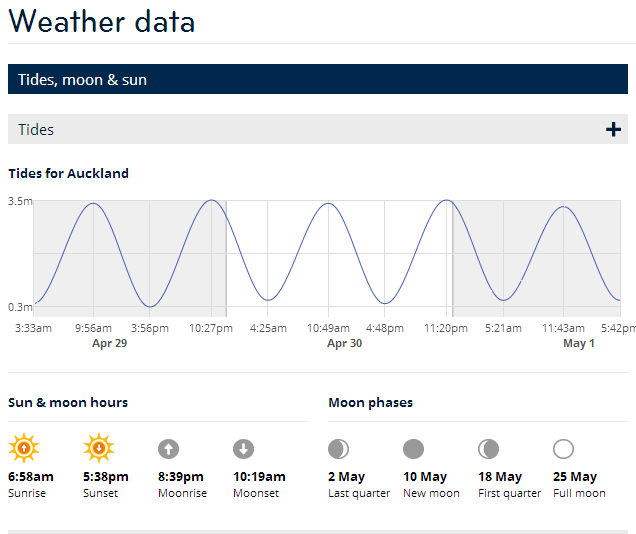 Weather data
Tides, moon & sun
Tides
Tides for Auckland
3.5m
0.3m
3:33am 9:56am 3:56pm 10:27pm 4:25am 10:49am 4:48pm 11:20pm 5:21am 11:43am 5:42pm
Apr 29 Apr 30 May 1
Sun & moon hours Moon phases
6:58am 5:38pm 8:39pm 10:19am 2 May 10 May 18 May 25 May
Sunrise Sunset Moonrise Moonset Last quarter New moon First quarter Full moon